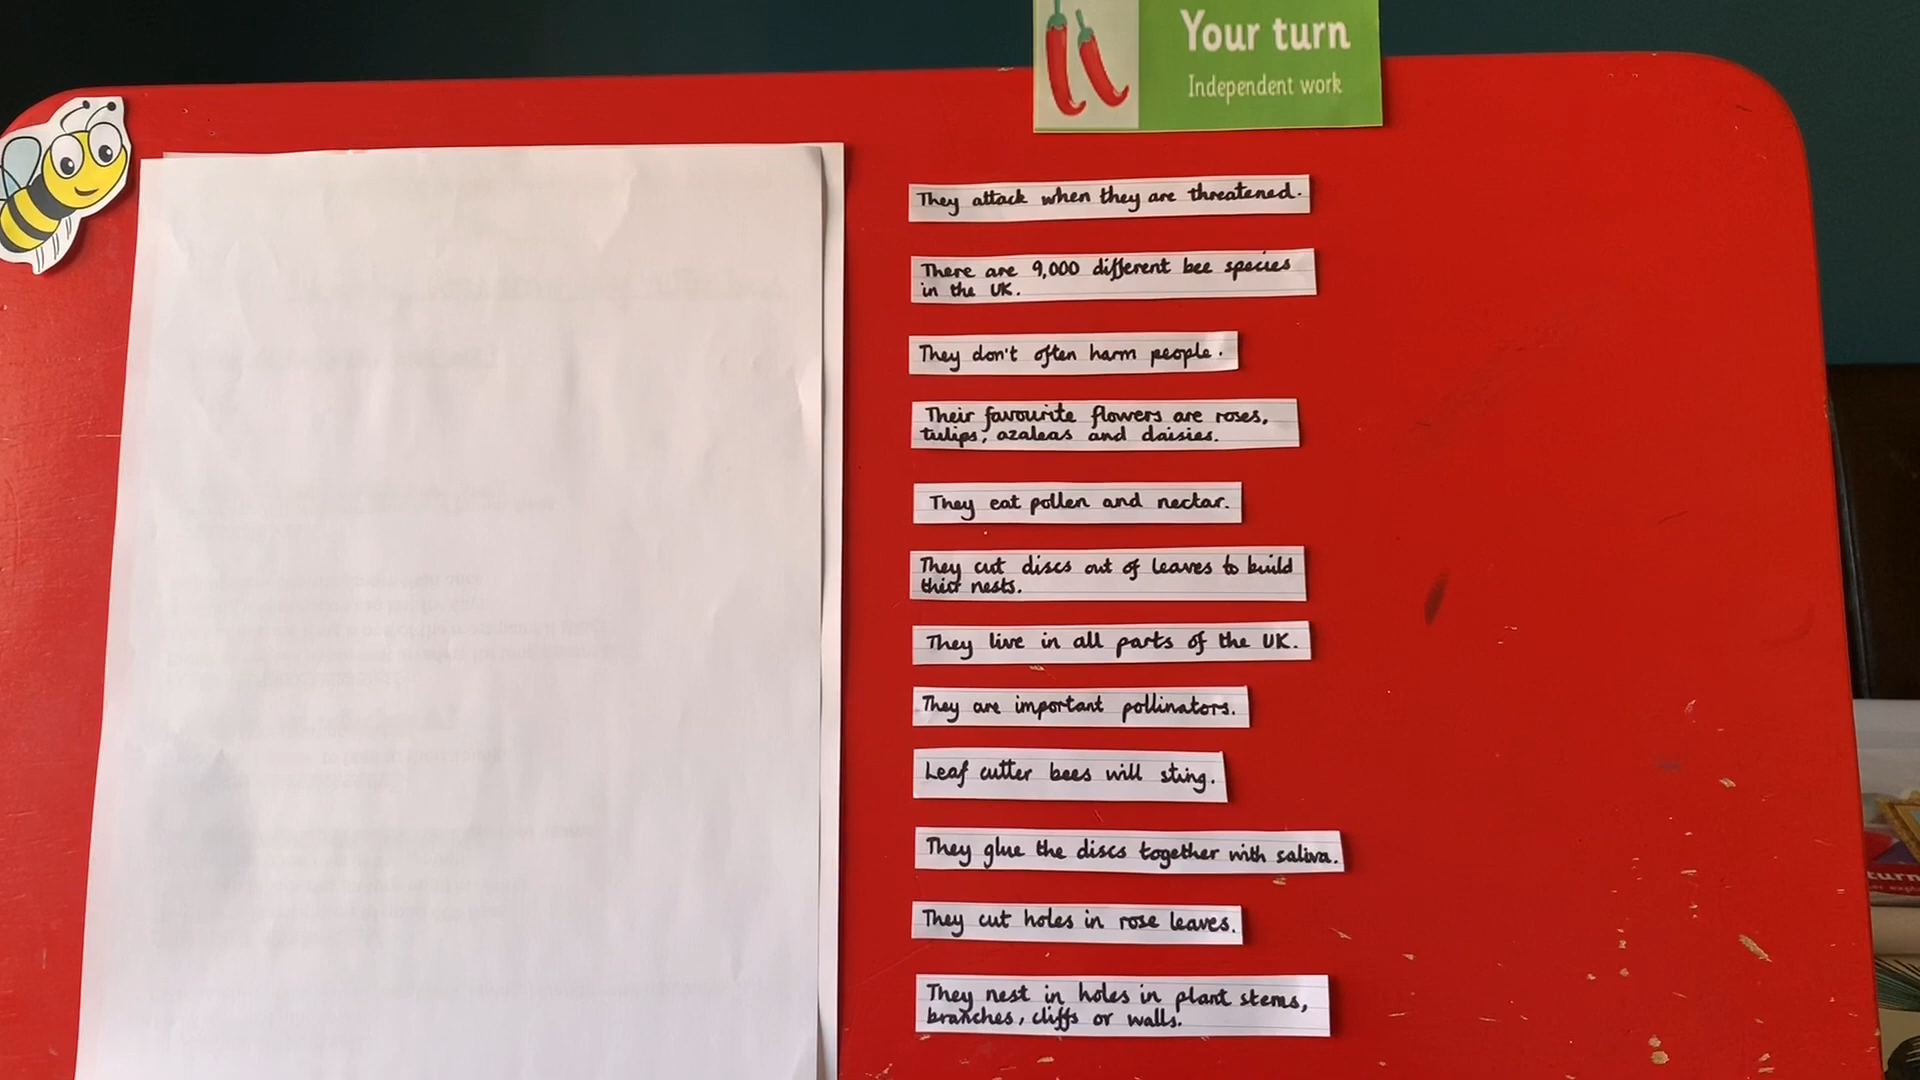 Your turn
Independent work
They attack when they are threatened.
There are 9,000 different bee species
in the UK.
They don't often harm people.
Their favourite flowers are roses,
tulips, azaleas and daisies.
They eat pollen and nectar.
They cut discs out of leaves to build
their nests.
They live in all parts of the UK.
They are important pollinators.
Leaf cutter bees will sting.
They glue the discs together with saliva.
They cut holes in rose leaves.
They nest in holes in plant stems,
branches, cliffs or walls.
turn